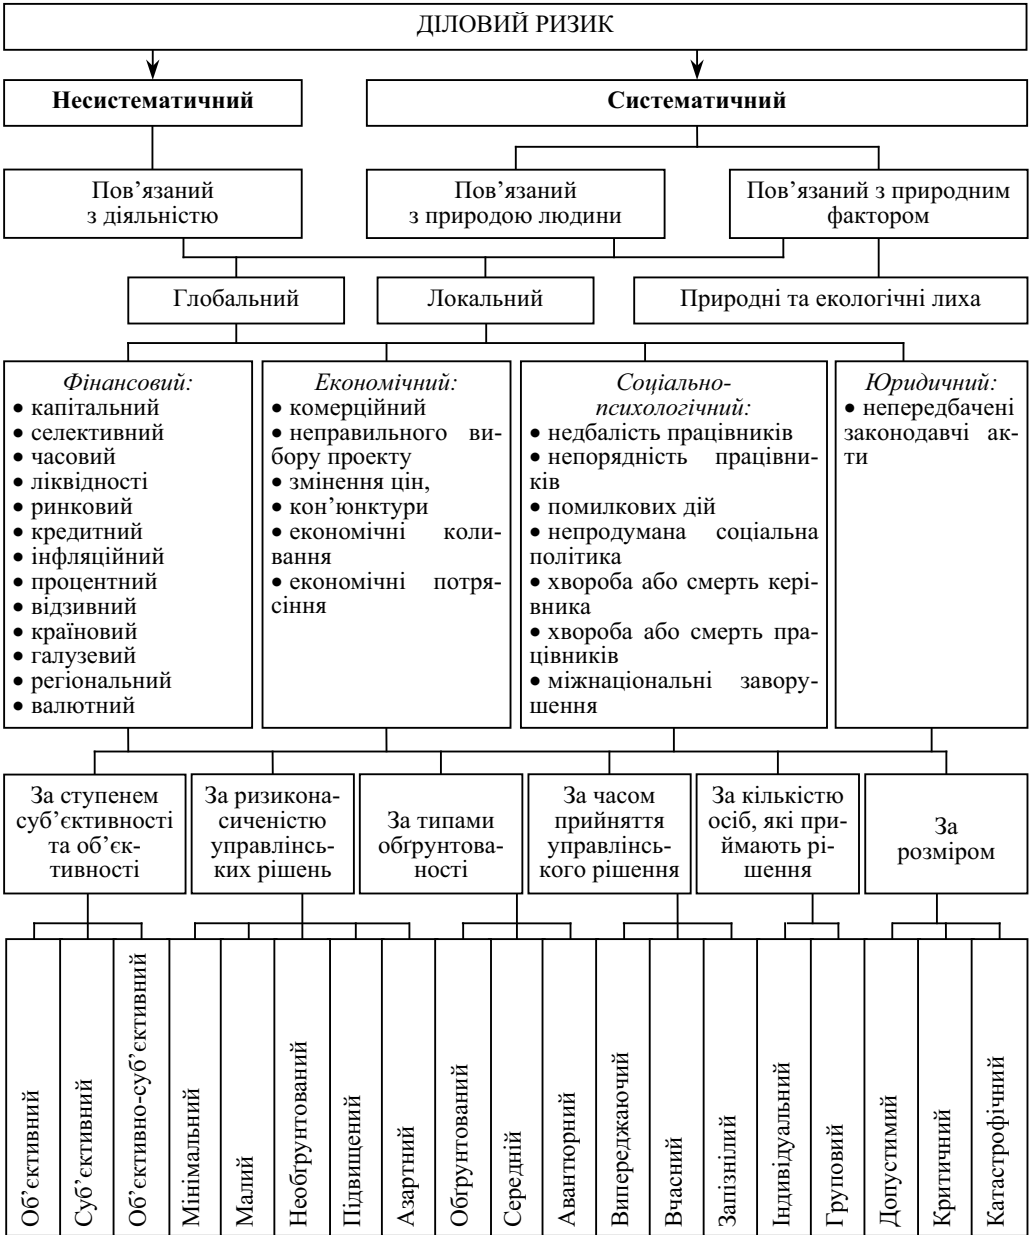 ДІЛОВИЙ РИЗИК
Несистематичний
Систематичний
Пов’язаний
з діяльністю
Пов’язаний
з природою людини
Пов’язаний з природним
фактором
Глобальний
Локальний
Природні та екологічні лиха
Фінансовий:
• капітальний
• селективний
• часовий
• ліквідності
• ринковий
• кредитний
• інфляційний
• процентний
• відзивний
• країновий
• галузевий
• регіональний
• валютний
Економічний:
• комерційний
• неправильного ви-
бору проекту
• змінення цін,
• кон’юнктури
• економічні коли-
вання
• економічні потря-
сіння
Соціально-
психологічний:
• недбалість працівників
• непорядність працівни-
ків
• помилкових дій
• непродумана соціальна
політика
• хвороба або смерть кері-
вника
• хвороба або смерть пра-
цівників
• міжнаціональні завору-
шення
Юридичний:
• непередбачені
законодавчі ак-
ти
За ступенем
суб’єктивності
та об’єк-
тивності
За ризикона-
сиченістю
управлінсь-
ких рішень
За типами
обґрунтова-
ності
За часом
прийняття
управлінсь-
кого рішення
За кількістю
осіб, які при-
ймають рі-
шення
За
розміром
Об’єктивний
Суб’єктивний
Об’єктивно-суб’єктивний
Мінімальний
Малий
Необґрунтований
Підвищений
Азартний
Обґрунтований
Середній
Авантюрний
Випереджаючий
Вчасний
Запізнілий
Індивідуальний
Груповий
Допустимий
Критичний
Катастрофічний